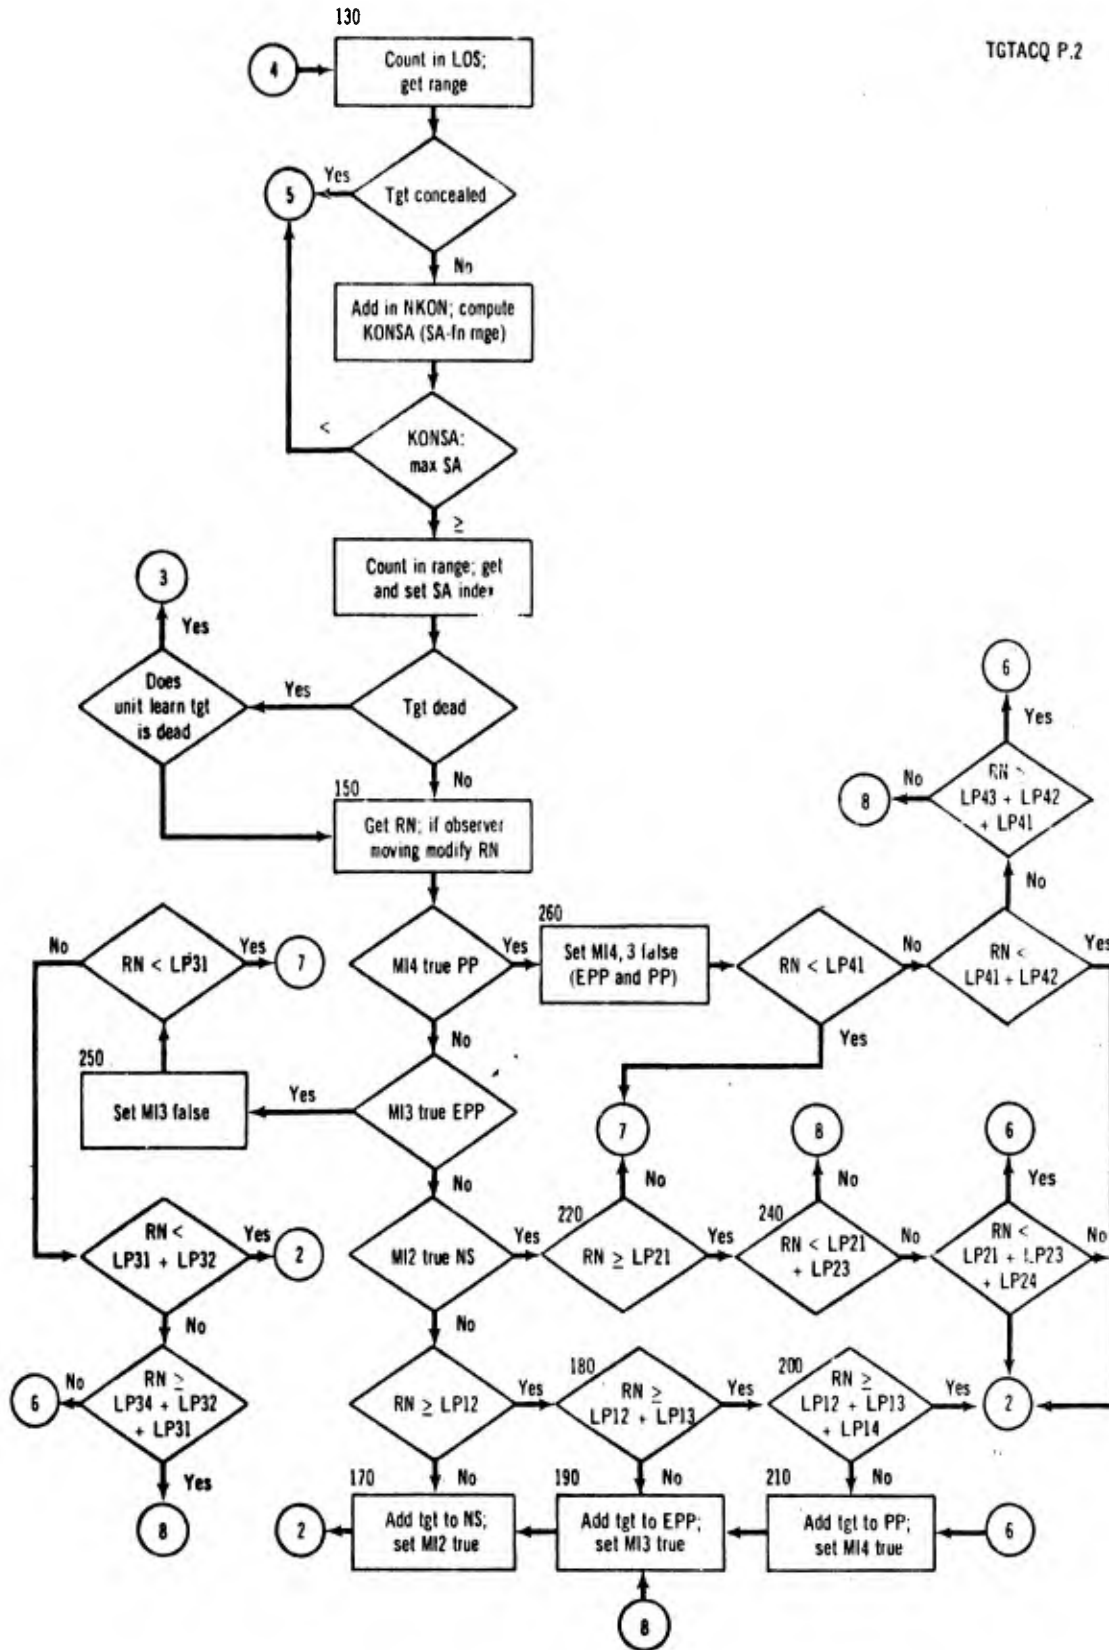 TGTACQ P.2
130
4
Count in LOS;
get range
Yes
5
Tgt concealed
No
Add in NKON; compute
KONSA (SA-fn rnge)
<
KONSA:
max SA
≥
Count in range; get
and set SA index
3
Yes
Does
unit learn tgt
is dead
Yes
Tgt dead
No
6
Yes
150
Get RN; if observer
moving modify RN
8
No
RN >
LP43 + LP42
+ LP41
No
No
RN < LP31
Yes
7
MI4 true PP
Yes
260
Set MI4, 3 false
(EPP and PP)
RN < LP41
No
RN <
LP41 + LP42
Yes
No
Yes
250
Set MI3 false
Yes
MI3 true EPP
7
8
6
No
No
No
Yes
RN <
LP31 + LP32
Yes
2
MI2 true NS
Yes
220
RN ≥ LP21
Yes
240
RN < LP21
+ LP23
No
RN <
LP21 + LP23
+ LP24
No
No
No
6
No
RN ≥
LP34 + LP32
+ LP31
RN ≥ LP12
Yes
180
RN ≥
LP12 + LP13
Yes
200
RN ≥
LP12 + LP13
+ LP14
Yes
2
Yes
No
No
No
8
170
190
210
2
Add tgt to NS;
set MI2 true
Add tgt to EPP;
set MI3 true
Add tgt to PP;
set MI4 true
6
8